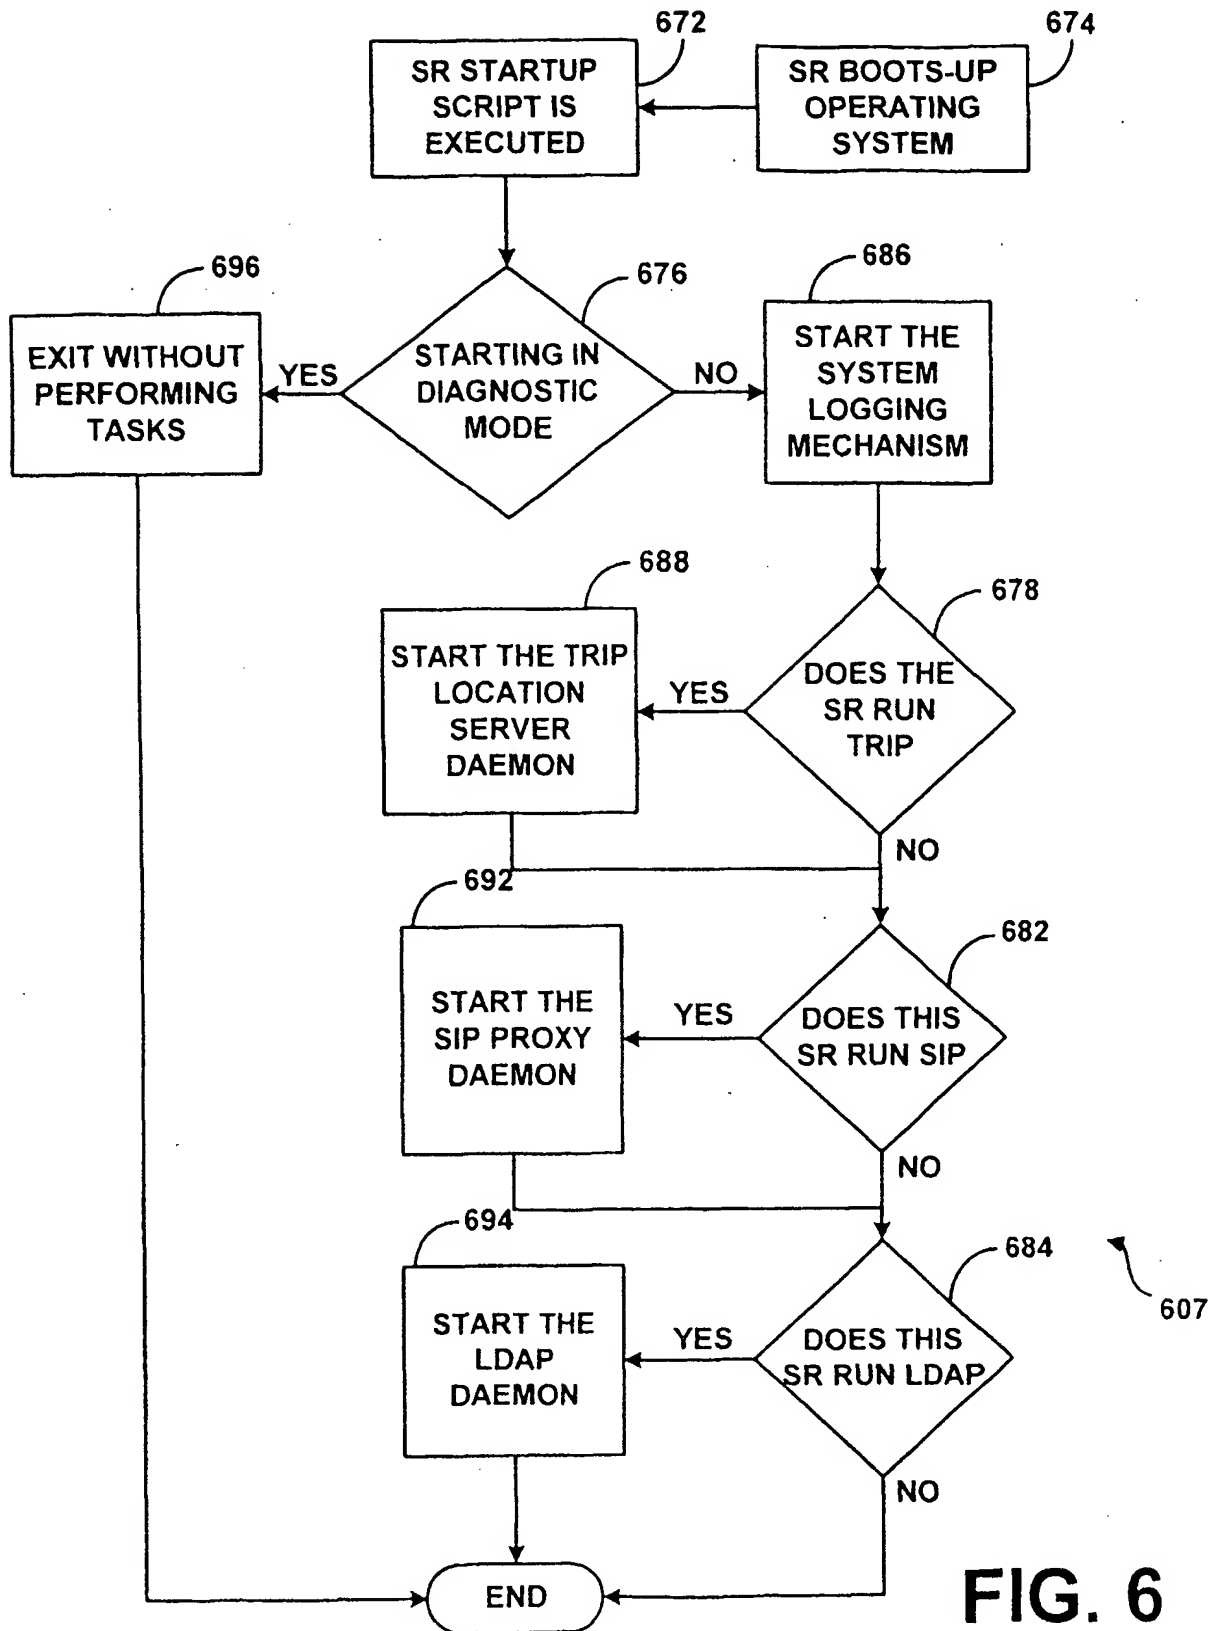 672
674
SR STARTUP
SCRIPT IS
EXECUTED
SR BOOTS-UP
OPERATING
SYSTEM
696
676
686
EXIT WITHOUT
PERFORMING
TASKS
YES
STARTING IN
DIAGNOSTIC
MODE
NO
START THE
SYSTEM
LOGGING
MECHANISM
688
678
START THE TRIP
LOCATION
SERVER
DAEMON
YES
DOES THE
SR RUN
TRIP
NO
692
682
START THE
SIP PROXY
DAEMON
YES
DOES THIS
SR RUN SIP
NO
694
684
607
START THE
LDAP
DAEMON
YES
DOES THIS
SR RUN LDAP
NO
END
FIG. 6